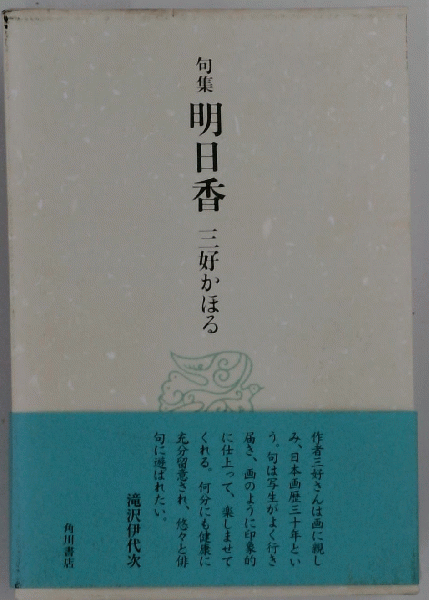 句集
明日香
三好かほる
作者三好さんは画に親し
み、日本画歴三十年とい
う。句は写生がよく行き
届き、画のように印象的
に仕上って、楽しませて
くれる。何分にも健康に
充分留意され、悠々と俳
句に遊ばれたい。
滝沢伊代次
角川書店